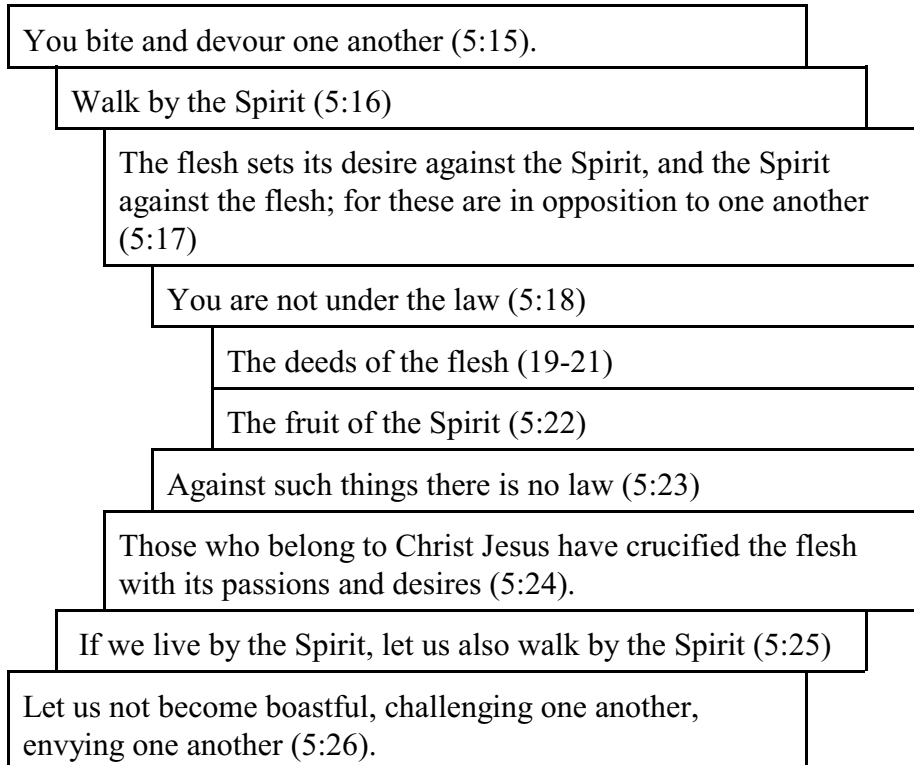 You bite and devour one another (5:15).
Walk by the Spirit (5:16)
The flesh sets its desire against the Spirit, and the Spirit
against the flesh; for these are in opposition to one another
(5:17)
You are not under the law (5:18)
The deeds of the flesh (19-21)
The fruit of the Spirit (5:22)
Against such things there is no law (5:23)
Those who belong to Christ Jesus have crucified the flesh
with its passions and desires (5:24).
If we live by the Spirit, let us also walk by the Spirit (5:25)
Let us not become boastful, challenging one another,
envying one another (5:26).